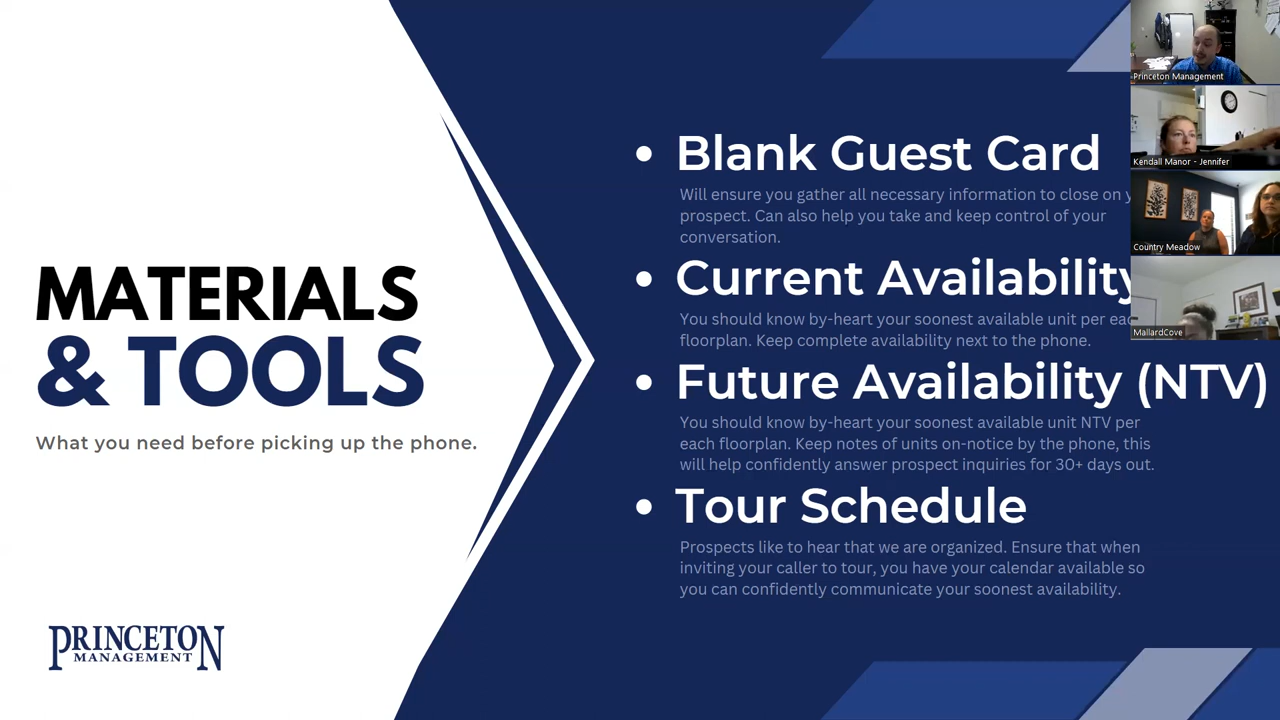 MATERIALS
& TOOLS
What you need before picking up the phone.
PRINCETON
MANAGEMENT
• Blank Guest Card
Will ensure you gather all necessary information to close on
prospect. Can also help you take and keep control of your
conversation.
• Current Availability
You should know by-heart your soonest available unit per
floorplan. Keep complete availability next to the phone.
• Future Availability (NTV)
You should know by-heart your soonest available unit NTV per
each floorplan. Keep notes of units on-notice by the phone, this
will help confidently answer prospect inquiries for 30+ days out.
• Tour Schedule
Prospects like to hear that we are organized. Ensure that when
inviting your caller to tour, you have your calendar available so
you can confidently communicate your soonest availability.
Princeton Management
Kendall Manor - Jennifer
Country Meadow
MallardCove